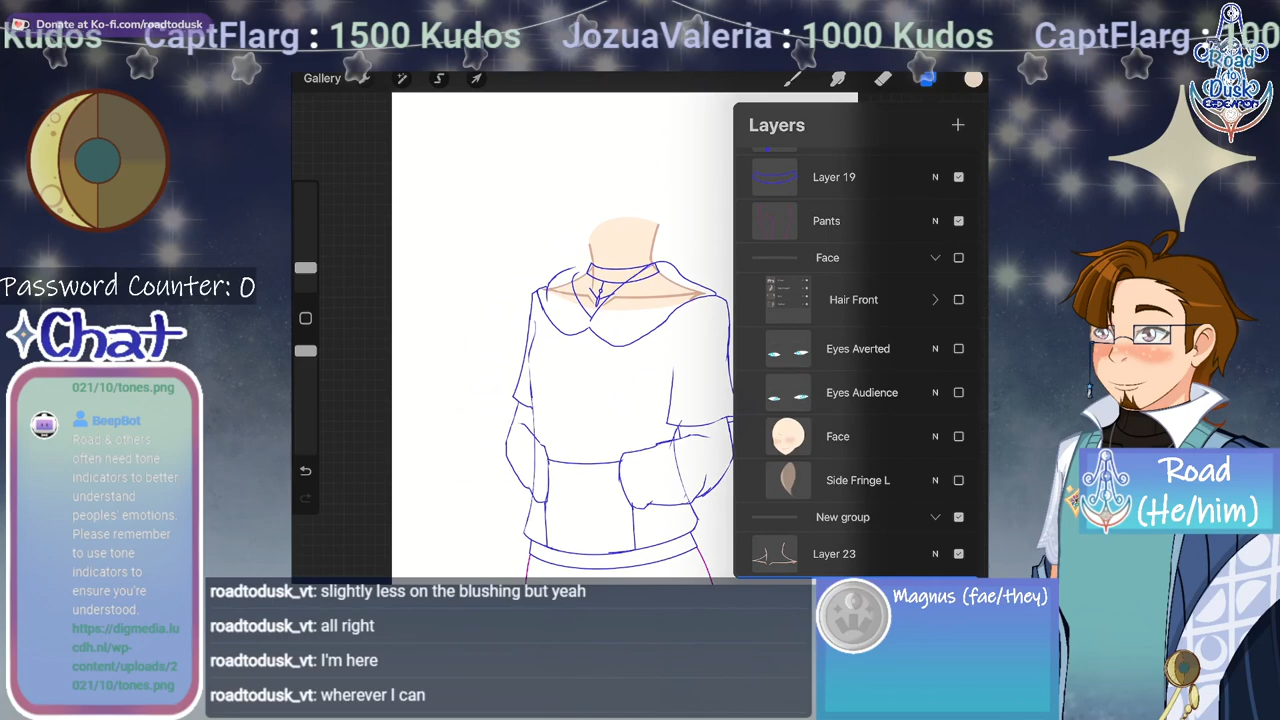 Donate at Ko-fi.com/roadtodusk
Kudos CaptFlarg : 1500 Kudos JozuaValeria : 1000 Kudos CaptFlarg : 100
Road
to
Dusk
Gallery
Layers
Layer 19 N
Pants N
Face
Hair Front
Eyes Averted N
Eyes Audience N
Face N
Side Fringe L N
New group
Layer 23 N
Password Counter: 0
Chat
021/10/tones.png
BeepBot
Road & others
often need tone
indicators to better
understand
peoples' emotions.
Please remember
to use tone
indicators to
ensure you're
understood.
https://digmedia.lu
cdh.nl/wp-
content/uploads/2
021/10/tones.png
roadtodusk_vt: slightly less on the blushing but yeah
roadtodusk_vt: all right
roadtodusk_vt: I'm here
roadtodusk_vt: wherever I can
Road
(He/him)
Magnus (fae/they)